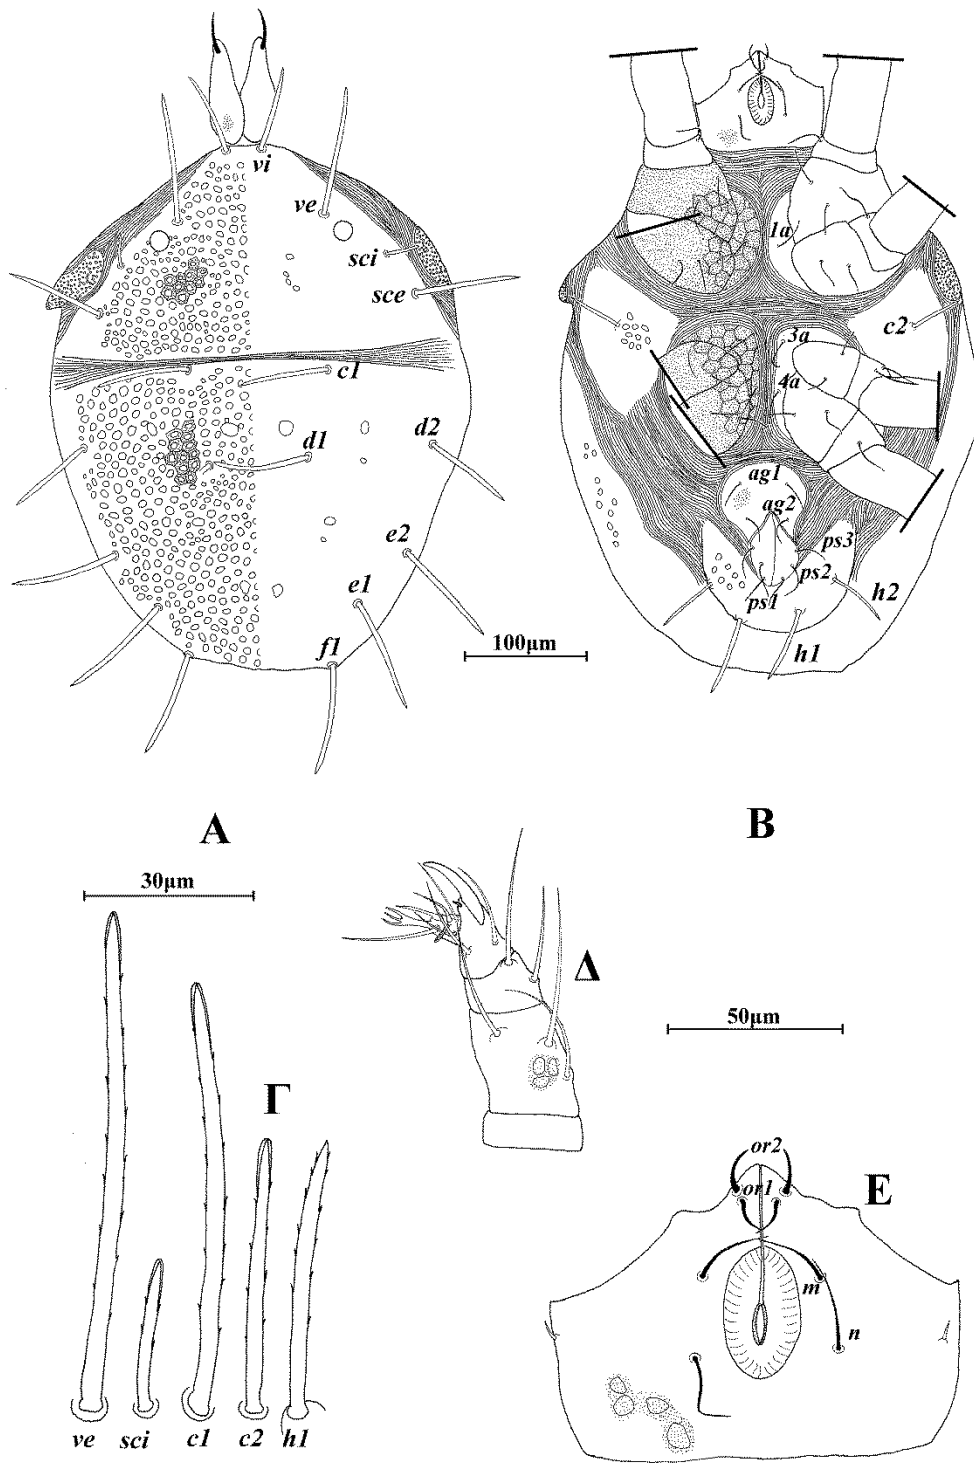 vi
ve
sci
sce
c1
d1
d2
e2
e1
f1
100μm
1a
c2
3a
4a
ag1
ag2
ps3
ps2
ps1
h2
h1
A
B
30μm
Δ
50μm
Γ
or2
or1
E
m
n
ve sci c1 c2 h1